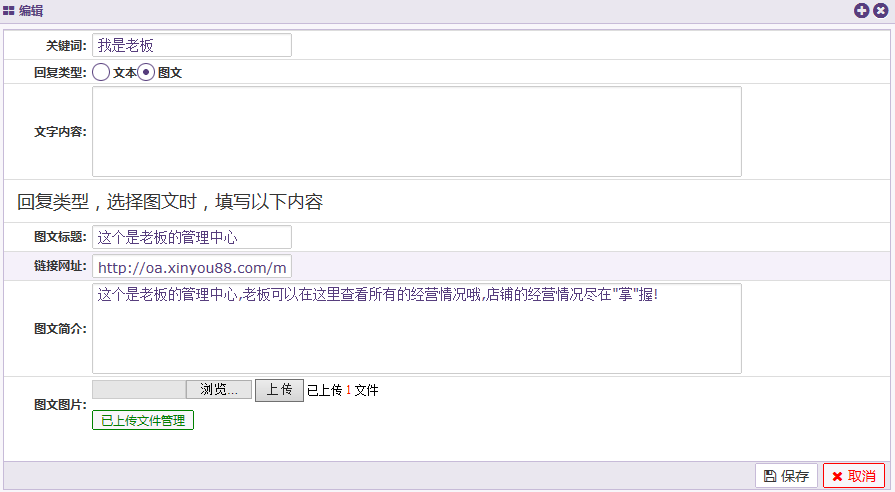 编辑
关键词: 我是老板
回复类型: 文本 图文
文字内容:
回复类型，选择图文时，填写以下内容
图文标题: 这个是老板的管理中心
链接网址: http://oa.xinyou88.com/m
图文简介: 这个是老板的管理中心,老板可以在这里查看所有的经营情况哦,店铺的经营情况尽在"掌"握!
图文图片: 浏览... 上传 已上传 1 文件
已上传文件管理
保存 取消